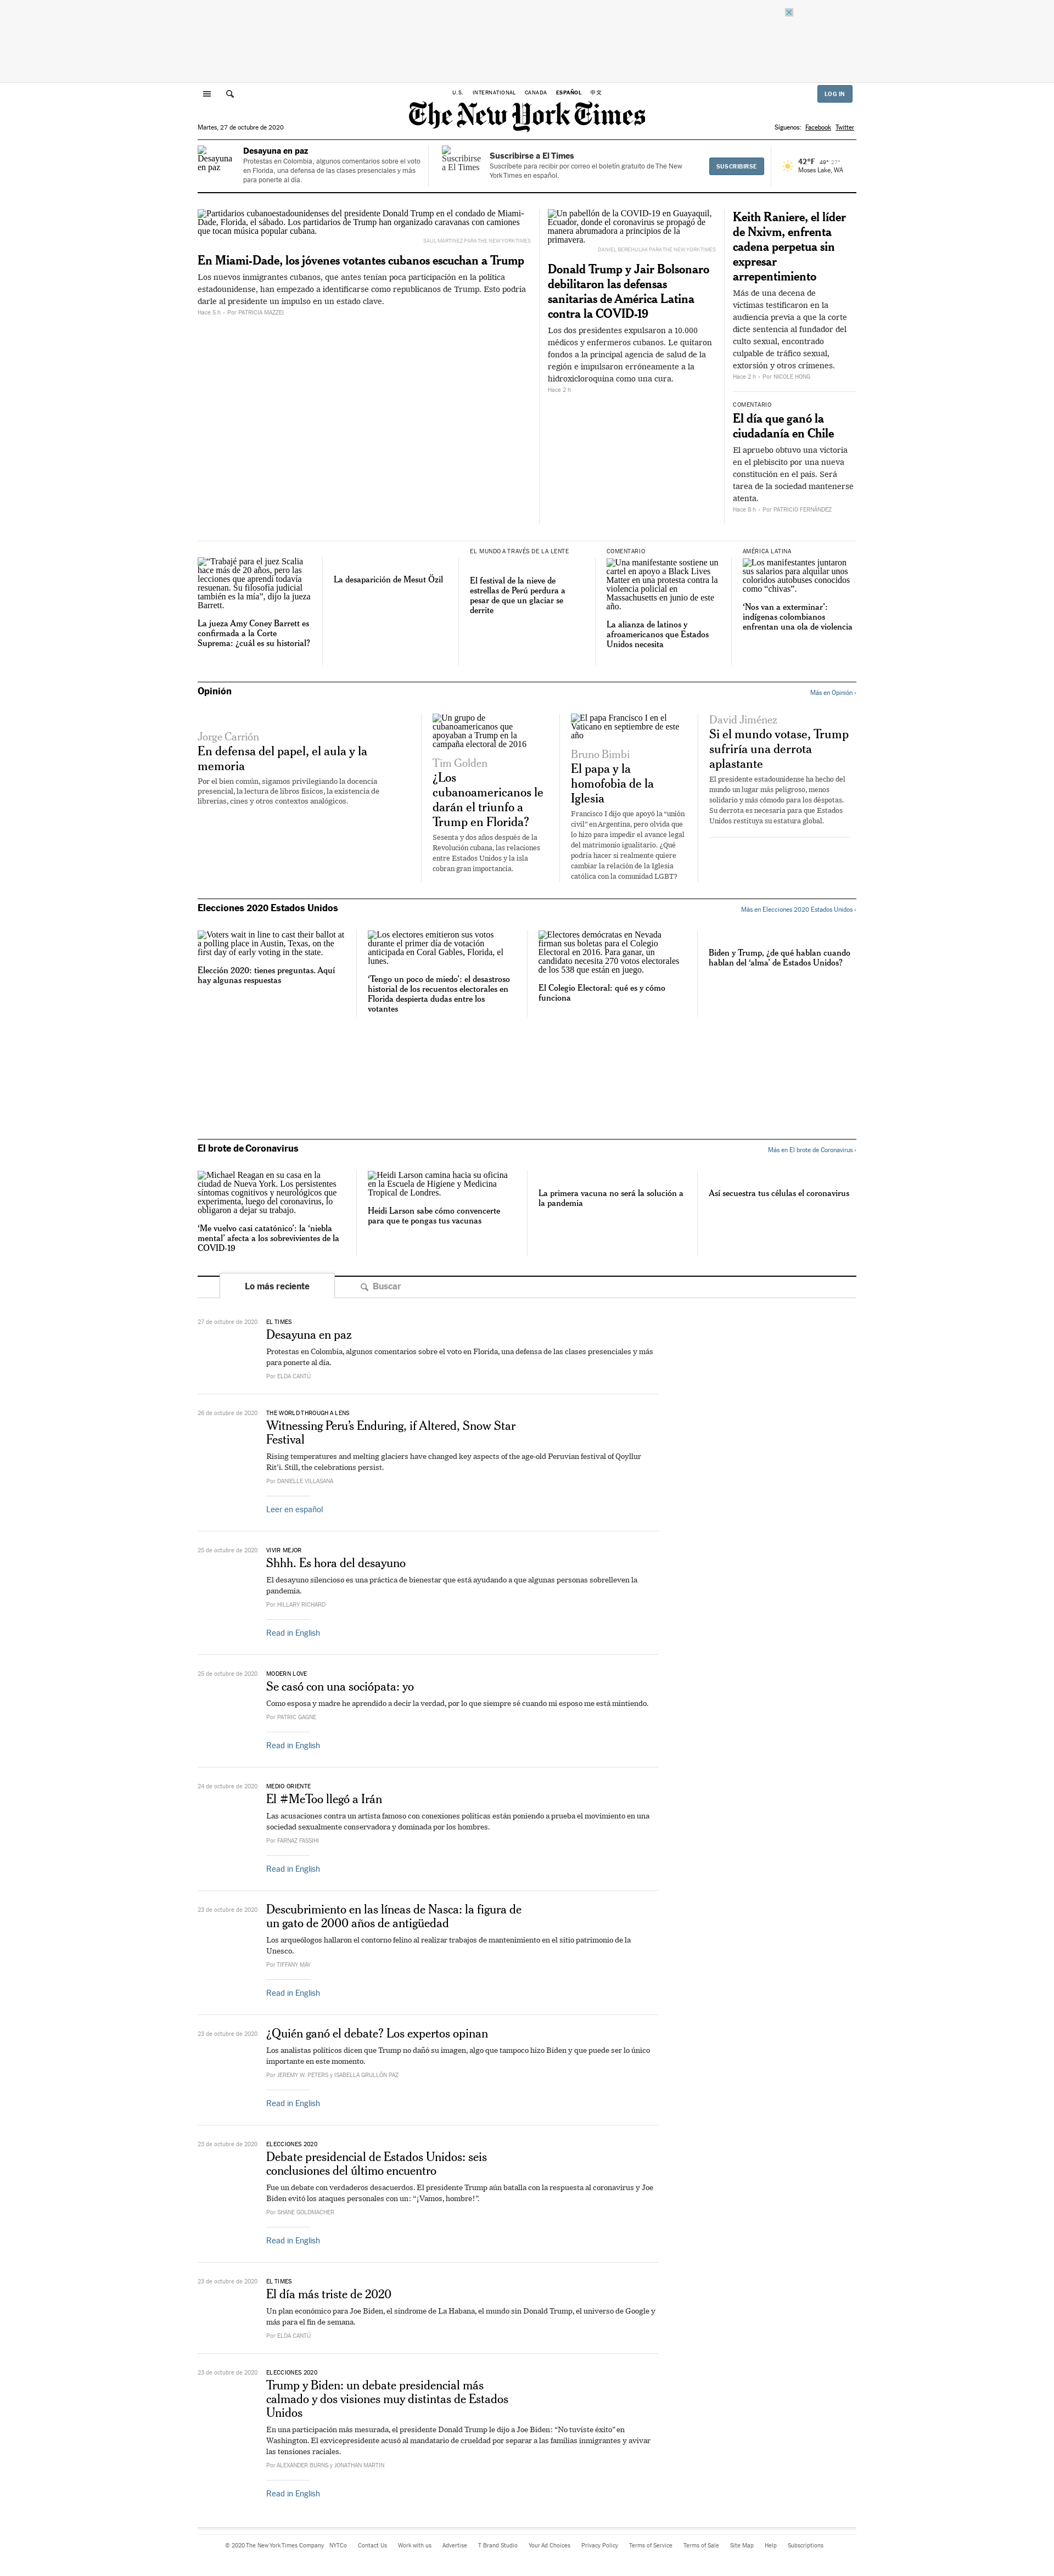 U.S.
INTERNATIONAL
CANADA
ESPAÑOL
中文
LOG IN
The New York Times
Martes, 27 de octubre de 2020
Síguenos: Facebook Twitter
Desayuna
en paz
Desayuna en paz
Protestas en Colombia, algunos comentarios sobre el voto
en Florida, una defensa de las clases presenciales y más
para ponerte al día.
Suscribirse
a El Times
Suscribirse a El Times
Suscríbete para recibir por correo el boletín gratuito de The New
York Times en español.
SUSCRIBIRSE
42°F 49° 27°
Moses Lake, WA
Partidarios cubanoestadounidenses del presidente Donald Trump en el condado de Miami-
Dade, Florida, el sábado. Los partidarios de Trump han organizado caravanas con camiones
que tocan música popular cubana.
SAUL MARTINEZ PARA THE NEW YORK TIMES
En Miami-Dade, los jóvenes votantes cubanos escuchan a Trump
Los nuevos inmigrantes cubanos, que antes tenían poca participación en la política
estadounidense, han empezado a identificarse como republicanos de Trump. Esto podría
darle al presidente un impulso en un estado clave.
Hace 5 h • Por PATRICIA MAZZEI
Un pabellón de la COVID-19 en Guayaquil,
Ecuador, donde el coronavirus se propagó de
manera abrumadora a principios de la
primavera.
DANIEL BEREHULAK PARA THE NEW YORK TIMES
Donald Trump y Jair Bolsonaro
debilitaron las defensas
sanitarias de América Latina
contra la COVID-19
Los dos presidentes expulsaron a 10.000
médicos y enfermeros cubanos. Le quitaron
fondos a la principal agencia de salud de la
región e impulsaron erróneamente a la
hidroxicloroquina como una cura.
Hace 2 h
Keith Raniere, el líder
de Nxivm, enfrenta
cadena perpetua sin
expresar
arrepentimiento
Más de una decena de
víctimas testificaron en la
audiencia previa a que la corte
dicte sentencia al fundador del
culto sexual, encontrado
culpable de tráfico sexual,
extorsión y otros crímenes.
Hace 2 h • Por NICOLE HONG
COMENTARIO
El día que ganó la
ciudadanía en Chile
El apruebo obtuvo una victoria
en el plebiscito por una nueva
constitución en el país. Será
tarea de la sociedad mantenerse
atenta.
Hace 8 h • Por PATRICIO FERNÁNDEZ
“Trabajé para el juez Scalia
hace más de 20 años, pero las
lecciones que aprendí todavía
resuenan. Su filosofía judicial
también es la mía”, dijo la jueza
Barrett.
La jueza Amy Coney Barrett es
confirmada a la Corte
Suprema: ¿cuál es su historial?
La desaparición de Mesut Özil
EL MUNDO A TRAVÉS DE LA LENTE
El festival de la nieve de
estrellas de Perú perdura a
pesar de que un glaciar se
derrite
COMENTARIO
Una manifestante sostiene un
cartel en apoyo a Black Lives
Matter en una protesta contra la
violencia policial en
Massachusetts en junio de este
año.
La alianza de latinos y
afroamericanos que Estados
Unidos necesita
AMÉRICA LATINA
Los manifestantes juntaron
sus salarios para alquilar unos
coloridos autobuses conocidos
como “chivas”.
‘Nos van a exterminar’:
indígenas colombianos
enfrentan una ola de violencia
Opinión
Más en Opinión ›
Jorge Carrión
En defensa del papel, el aula y la
memoria
Por el bien común, sigamos privilegiando la docencia
presencial, la lectura de libros físicos, la existencia de
librerías, cines y otros contextos analógicos.
Un grupo de
cubanoamericanos que
apoyaban a Trump en la
campaña electoral de 2016
Tim Golden
¿Los
cubanoamericanos le
darán el triunfo a
Trump en Florida?
Sesenta y dos años después de la
Revolución cubana, las relaciones
entre Estados Unidos y la isla
cobran gran importancia.
El papa Francisco I en el
Vaticano en septiembre de este
año
Bruno Bimbi
El papa y la
homofobia de la
Iglesia
Francisco I dijo que apoyó la “unión
civil” en Argentina, pero olvida que
lo hizo para impedir el avance legal
del matrimonio igualitario. ¿Qué
podría hacer si realmente quiere
cambiar la relación de la Iglesia
católica con la comunidad LGBT?
David Jiménez
Si el mundo votase, Trump
sufriría una derrota
aplastante
El presidente estadounidense ha hecho del
mundo un lugar más peligroso, menos
solidario y más cómodo para los déspotas.
Su derrota es necesaria para que Estados
Unidos restituya su estatura global.
Elecciones 2020 Estados Unidos
Más en Elecciones 2020 Estados Unidos ›
Voters wait in line to cast their ballot at
a polling place in Austin, Texas, on the
first day of early voting in the state.
Elección 2020: tienes preguntas. Aquí
hay algunas respuestas
Los electores emitieron sus votos
durante el primer día de votación
anticipada en Coral Gables, Florida, el
lunes.
‘Tengo un poco de miedo’: el desastroso
historial de los recuentos electorales en
Florida despierta dudas entre los
votantes
Electores demócratas en Nevada
firman sus boletas para el Colegio
Electoral en 2016. Para ganar, un
candidato necesita 270 votos electorales
de los 538 que están en juego.
El Colegio Electoral: qué es y cómo
funciona
Biden y Trump, ¿de qué hablan cuando
hablan del ‘alma’ de Estados Unidos?
El brote de Coronavirus
Más en El brote de Coronavirus ›
Michael Reagan en su casa en la
ciudad de Nueva York. Los persistentes
síntomas cognitivos y neurológicos que
experimenta, luego del coronavirus, lo
obligaron a dejar su trabajo.
‘Me vuelvo casi catatónico’: la ‘niebla
mental’ afecta a los sobrevivientes de la
COVID-19
Heidi Larson camina hacia su oficina
en la Escuela de Higiene y Medicina
Tropical de Londres.
Heidi Larson sabe cómo convencerte
para que te pongas tus vacunas
La primera vacuna no será la solución a
la pandemia
Así secuestra tus células el coronavirus
Lo más reciente
Buscar
27 de octubre de 2020
EL TIMES
Desayuna en paz
Protestas en Colombia, algunos comentarios sobre el voto en Florida, una defensa de las clases presenciales y más
para ponerte al día.
Por ELDA CANTÚ
26 de octubre de 2020
THE WORLD THROUGH A LENS
Witnessing Peru’s Enduring, if Altered, Snow Star
Festival
Rising temperatures and melting glaciers have changed key aspects of the age-old Peruvian festival of Qoyllur
Rit’i. Still, the celebrations persist.
Por DANIELLE VILLASANA
Leer en español
25 de octubre de 2020
VIVIR MEJOR
Shhh. Es hora del desayuno
El desayuno silencioso es una práctica de bienestar que está ayudando a que algunas personas sobrelleven la
pandemia.
Por HILLARY RICHARD
Read in English
25 de octubre de 2020
MODERN LOVE
Se casó con una sociópata: yo
Como esposa y madre he aprendido a decir la verdad, por lo que siempre sé cuando mi esposo me está mintiendo.
Por PATRIC GAGNE
Read in English
24 de octubre de 2020
MEDIO ORIENTE
El #MeToo llegó a Irán
Las acusaciones contra un artista famoso con conexiones políticas están poniendo a prueba el movimiento en una
sociedad sexualmente conservadora y dominada por los hombres.
Por FARNAZ FASSIHI
Read in English
23 de octubre de 2020
Descubrimiento en las líneas de Nasca: la figura de
un gato de 2000 años de antigüedad
Los arqueólogos hallaron el contorno felino al realizar trabajos de mantenimiento en el sitio patrimonio de la
Unesco.
Por TIFFANY MAY
Read in English
23 de octubre de 2020
¿Quién ganó el debate? Los expertos opinan
Los analistas políticos dicen que Trump no dañó su imagen, algo que tampoco hizo Biden y que puede ser lo único
importante en este momento.
Por JEREMY W. PETERS y ISABELLA GRULLÓN PAZ
Read in English
23 de octubre de 2020
ELECCIONES 2020
Debate presidencial de Estados Unidos: seis
conclusiones del último encuentro
Fue un debate con verdaderos desacuerdos. El presidente Trump aún batalla con la respuesta al coronavirus y Joe
Biden evitó los ataques personales con un: “¡Vamos, hombre!”.
Por SHANE GOLDMACHER
Read in English
23 de octubre de 2020
EL TIMES
El día más triste de 2020
Un plan económico para Joe Biden, el síndrome de La Habana, el mundo sin Donald Trump, el universo de Google y
más para el fin de semana.
Por ELDA CANTÚ
23 de octubre de 2020
ELECCIONES 2020
Trump y Biden: un debate presidencial más
calmado y dos visiones muy distintas de Estados
Unidos
En una participación más mesurada, el presidente Donald Trump le dijo a Joe Biden: “No tuviste éxito” en
Washington. El exvicepresidente acusó al mandatario de crueldad por separar a las familias inmigrantes y avivar
las tensiones raciales.
Por ALEXANDER BURNS y JONATHAN MARTIN
Read in English
© 2020 The New York Times Company NYTCo Contact Us Work with us Advertise T Brand Studio Your Ad Choices Privacy Policy Terms of Service Terms of Sale Site Map Help Subscriptions